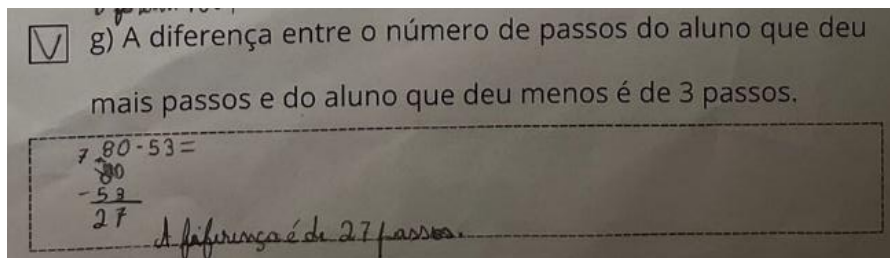 V g) A diferença entre o número de passos do aluno que deu
mais passos e do aluno que deu menos é de 3 passos.
7 80-53=
80
-53
27
A diferença é de 27 passos.